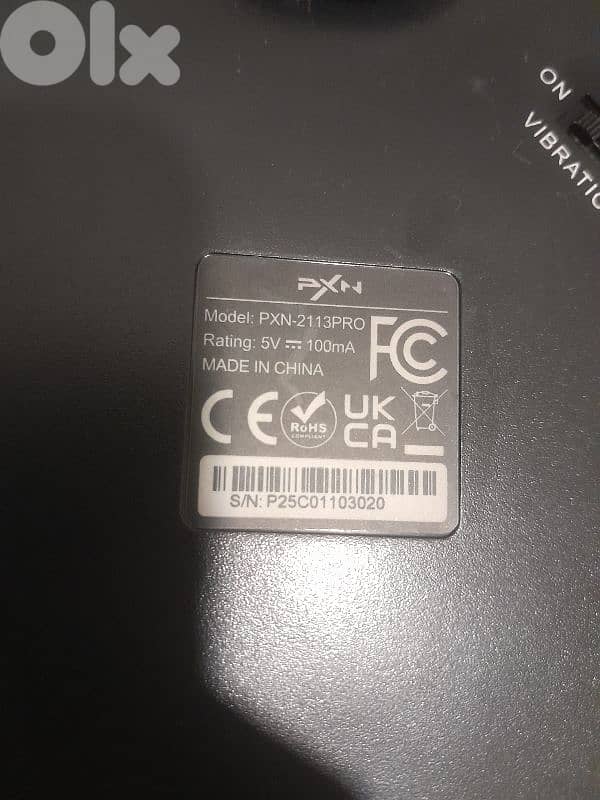 Olx
ON
VIBRATIO
PXN
Model: PXN-2113PRO
Rating: 5V ⎓ 100mA
MADE IN CHINA
FC
CE
RoHS
COMPLIANT
UK
CA
S/N: P25C01103020